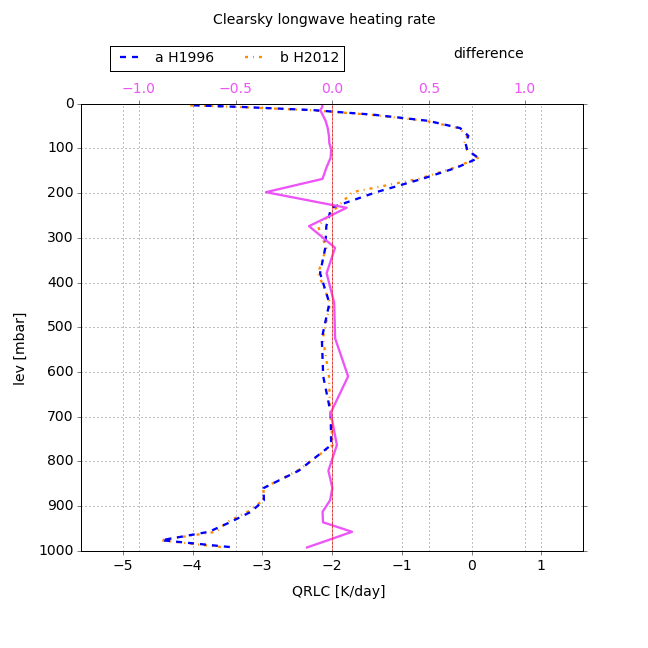 Clearsky longwave heating rate
a H1996 b H2012 difference
−1.0 −0.5 0.0 0.5 1.0
0
100
200
300
400
500
600
700
800
900
1000
lev [mbar]
−5 −4 −3 −2 −1 0 1
QRLC [K/day]